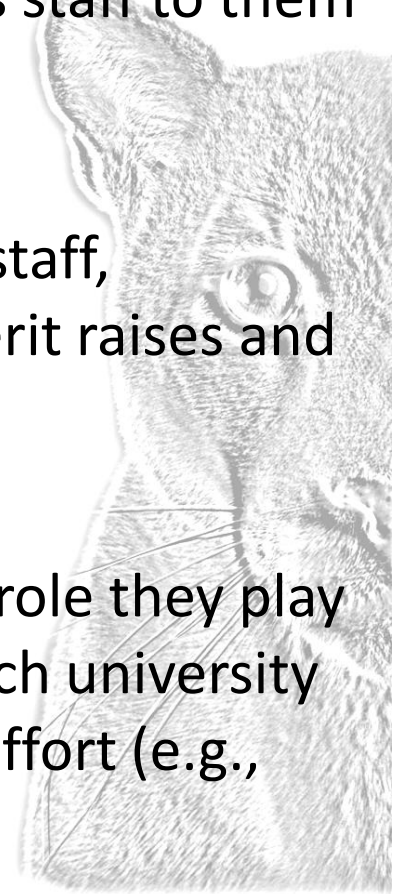 s staff to them
staff,
erit raises and
role they play
ch university
ffort (e.g.,